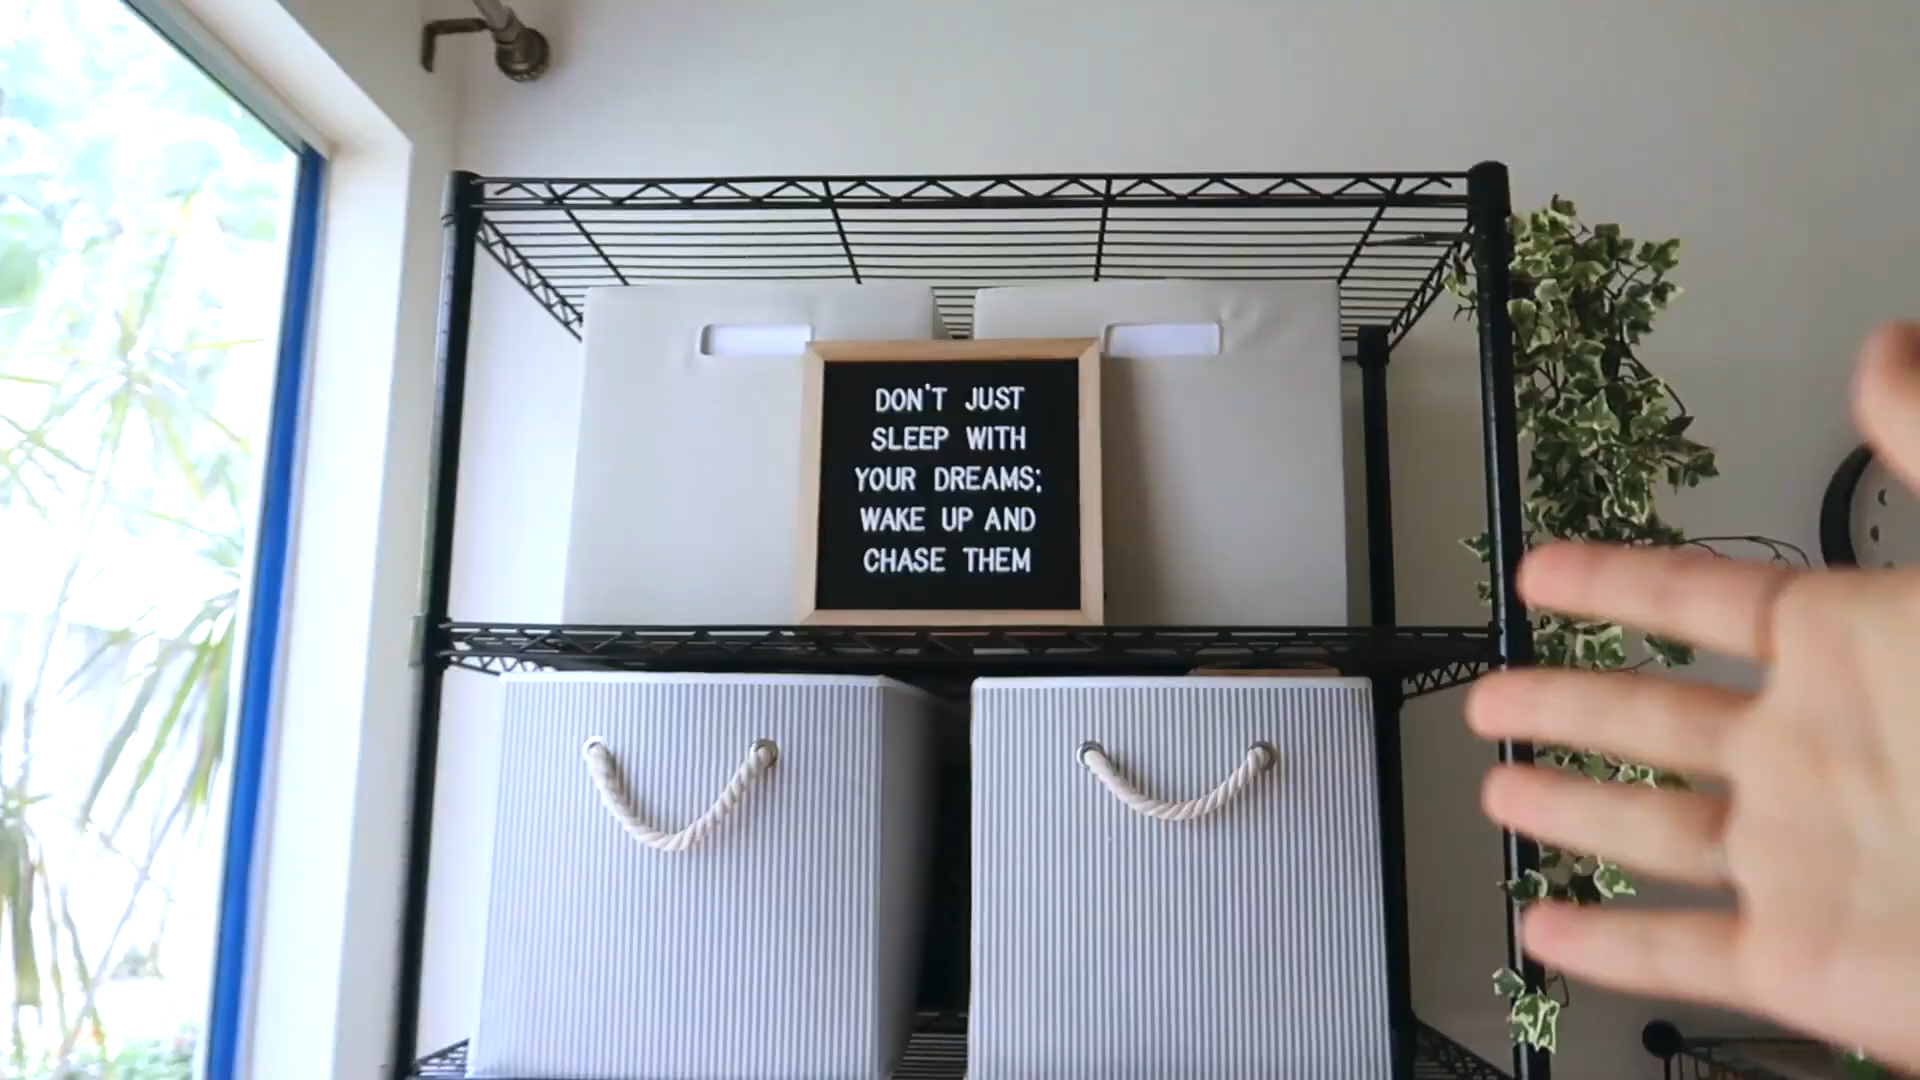 DON'T JUST
SLEEP WITH
YOUR DREAMS;
WAKE UP AND
CHASE THEM